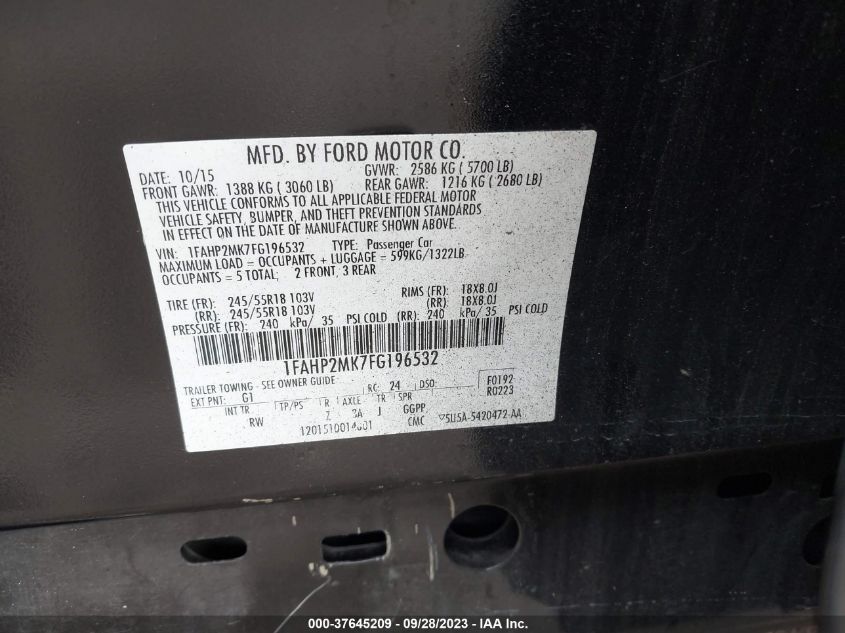 MFD. BY FORD MOTOR CO.
DATE: 10/15 GVWR: 2586 KG ( 5700 LB)
FRONT GAWR: 1388 KG ( 3060 LB) REAR GAWR: 1216 KG ( 2680 LB)
THIS VEHICLE CONFORMS TO ALL APPLICABLE FEDERAL MOTOR
VEHICLE SAFETY, BUMPER, AND THEFT PREVENTION STANDARDS
IN EFFECT ON THE DATE OF MANUFACTURE SHOWN ABOVE.
VIN: 1FAHP2MK7FG196532 TYPE: Passenger Car
MAXIMUM LOAD = OCCUPANTS + LUGGAGE = 599KG/1322LB
OCCUPANTS = 5 TOTAL; 2 FRONT, 3 REAR
TIRE (FR): 245/55R18 103V RIMS (FR): 18X8.0J
(RR): 245/55R18 103V (RR): 18X8.0J
PRESSURE (FR): 240 kPa/ 35 PSI COLD (RR): 240 kPa/ 35 PSI COLD
1FAHP2MK7FG196532
TRAILER TOWING - SEE OWNER GUIDE
EXT PNT: G1 RC: 24 DSO: F0192
R0223
INT TR TP/PS R AXLE TR SPR
RW Z 3A J GGPP
CMC 5U5A-5420472-AA
000-37645209 - 09/28/2023 - IAA Inc.